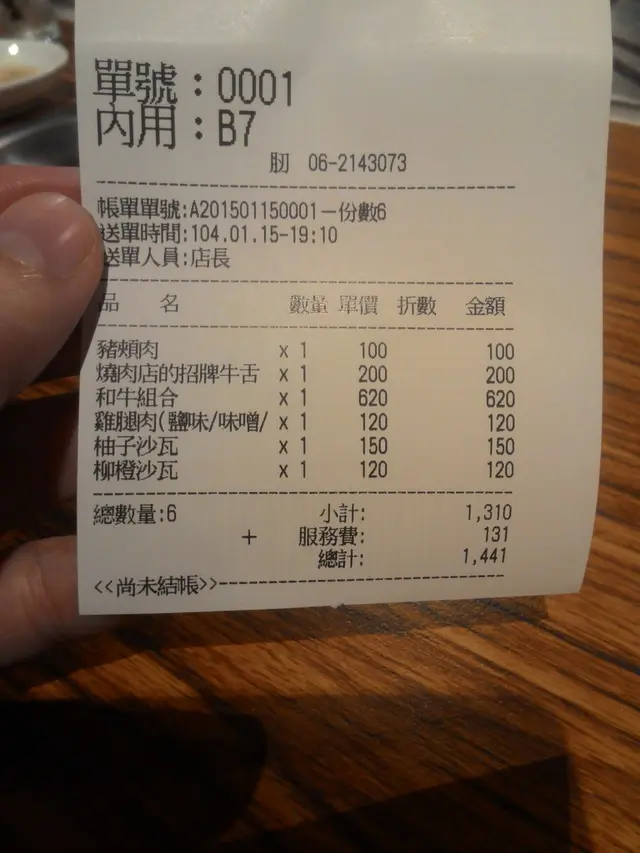 單號：0001
內用：B7
肕 06-2143073
帳單單號:A201501150001－份數6
送單時間:104.01.15-19:10
送單人員:店長
品 名 數量 單價 折數 金額
豬頰肉 x 1 100 100
燒肉店的招牌牛舌 x 1 200 200
和牛組合 x 1 620 620
雞腿肉(鹽味/味噌/ x 1 120 120
柚子沙瓦 x 1 150 150
柳橙沙瓦 x 1 120 120
總數量:6 小計: 1,310
+ 服務費: 131
總計: 1,441
<<尚未結帳>>